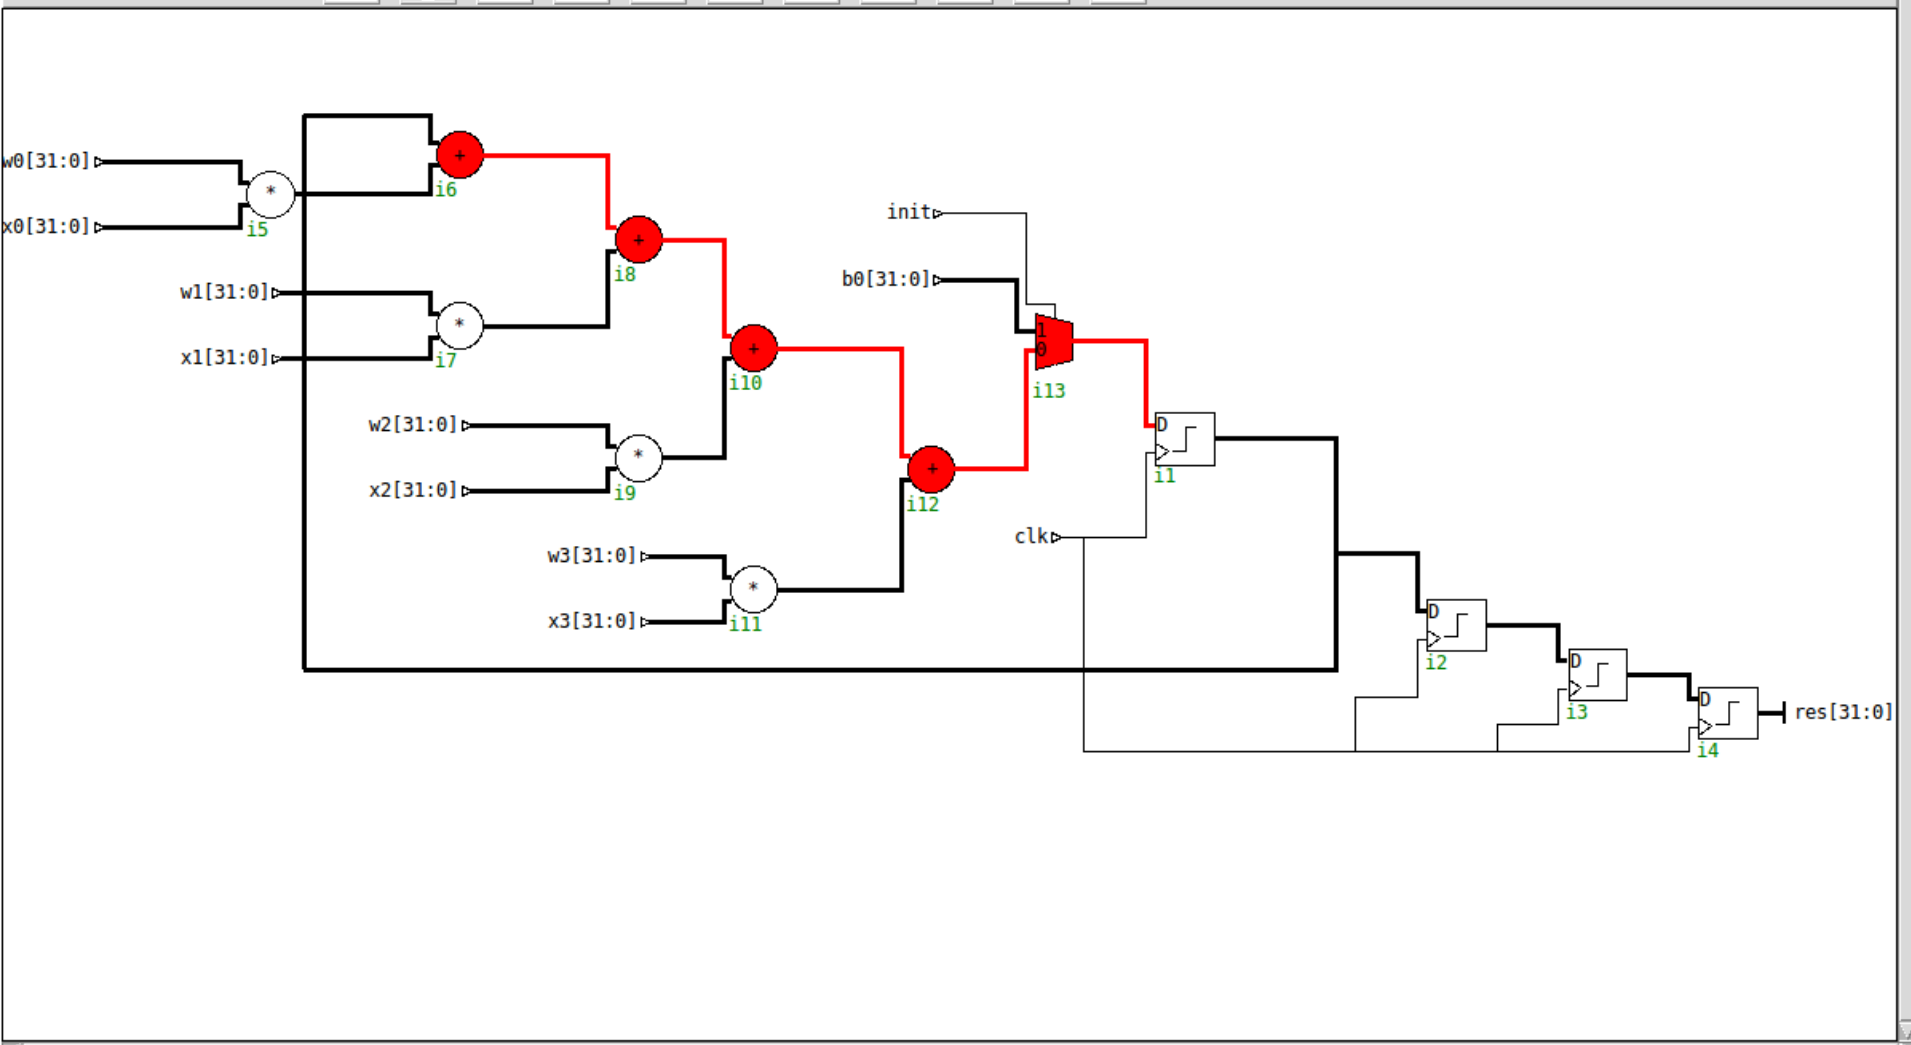 w0[31:0]
*
x0[31:0]
i5
+
i6
w1[31:0]
*
x1[31:0]
i7
+
i8
w2[31:0]
*
x2[31:0]
i9
+
i10
w3[31:0]
*
x3[31:0]
i11
+
i12
init
b0[31:0]
1
0
i13
D
i1
clk
D
i2
D
i3
D
i4
res[31:0]